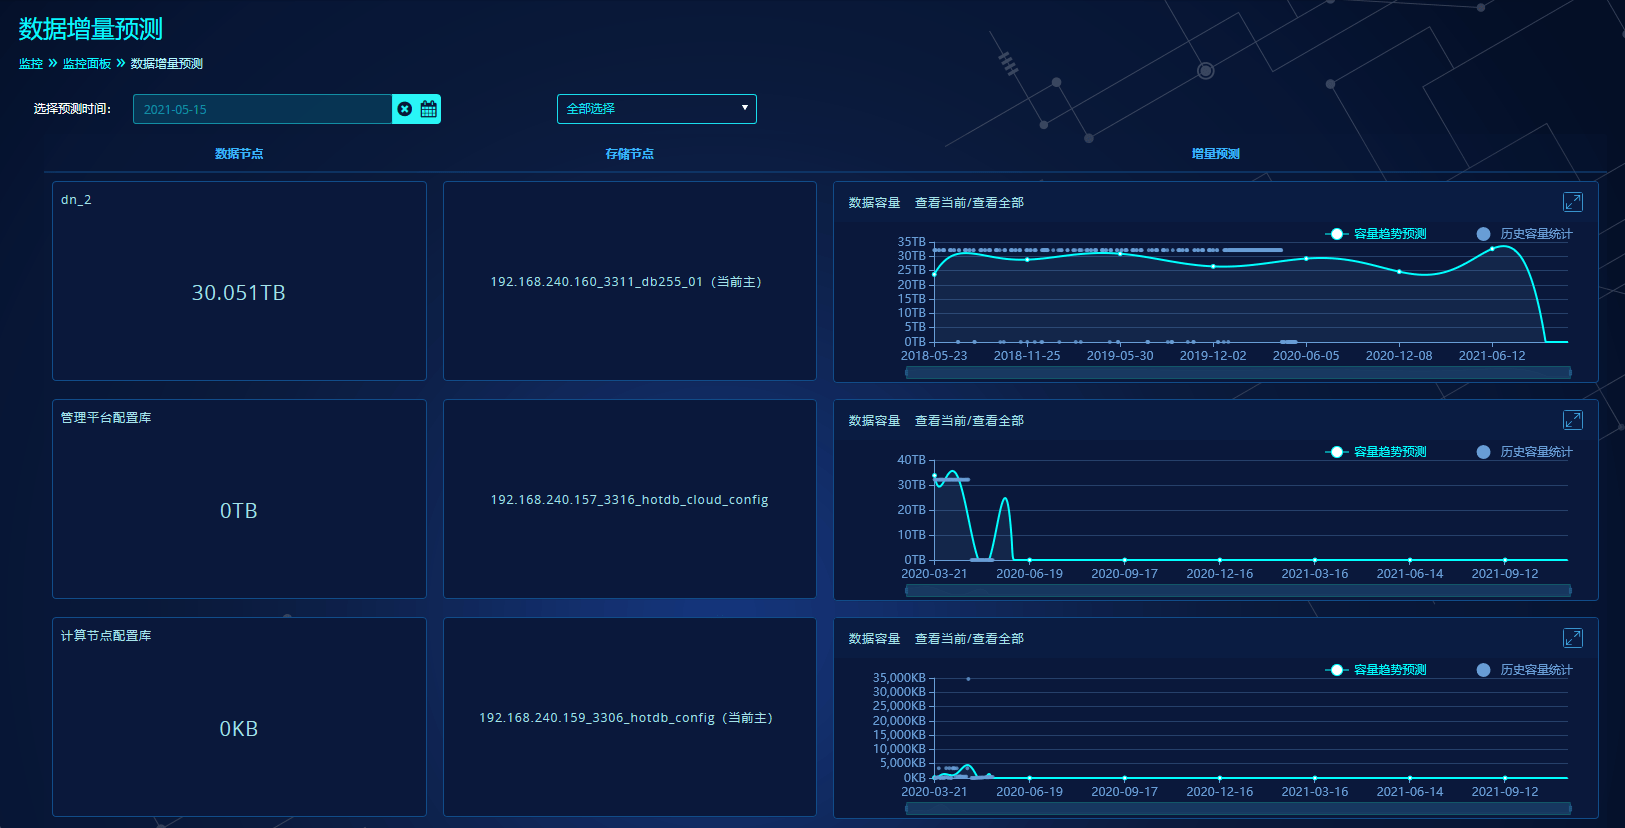 数据增量预测
监控 » 监控面板 » 数据增量预测
选择预测时间： 2021-05-15 全部选择
数据节点 存储节点 增量预测
dn_2
30.051TB
192.168.240.160_3311_db255_01（当前主）
数据容量 查看当前/查看全部
容量趋势预测 历史容量统计
35TB
30TB
25TB
20TB
15TB
10TB
5TB
0TB
2018-05-23 2018-11-25 2019-05-30 2019-12-02 2020-06-05 2020-12-08 2021-06-12
管理平台配置库
0TB
192.168.240.157_3316_hotdb_cloud_config
数据容量 查看当前/查看全部
容量趋势预测 历史容量统计
40TB
30TB
20TB
10TB
0TB
2020-03-21 2020-06-19 2020-09-17 2020-12-16 2021-03-16 2021-06-14 2021-09-12
计算节点配置库
0KB
192.168.240.159_3306_hotdb_config（当前主）
数据容量 查看当前/查看全部
容量趋势预测 历史容量统计
35,000KB
30,000KB
25,000KB
20,000KB
15,000KB
10,000KB
5,000KB
0KB
2020-03-21 2020-06-19 2020-09-17 2020-12-16 2021-03-16 2021-06-14 2021-09-12